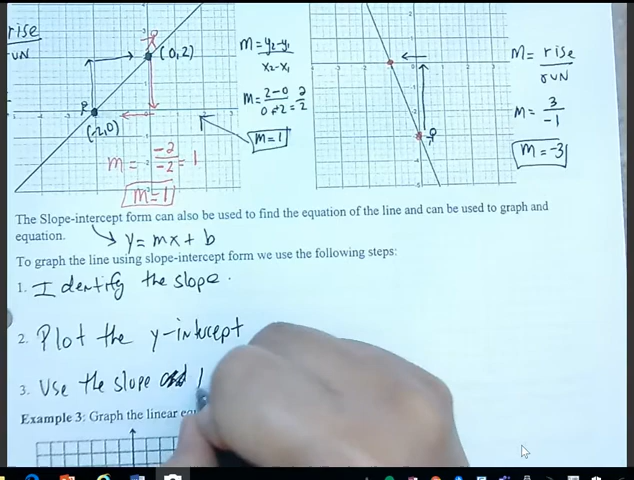 rise
run
(0,2)
(-2,0)
m = -2/-2 = 1
m=1
m = y₂-y₁
x₂-x₁
m = 2-0/0+2 = 2/2
m=1
m = rise
run
m = 3
-1
m = -3
The Slope-intercept form can also be used to find the equation of the line and can be used to graph and
equation. y = mx + b
To graph the line using slope-intercept form we use the following steps:
1. Identify the slope.
2. Plot the y-intercept
3. Use the slope and
Example 3: Graph the linear